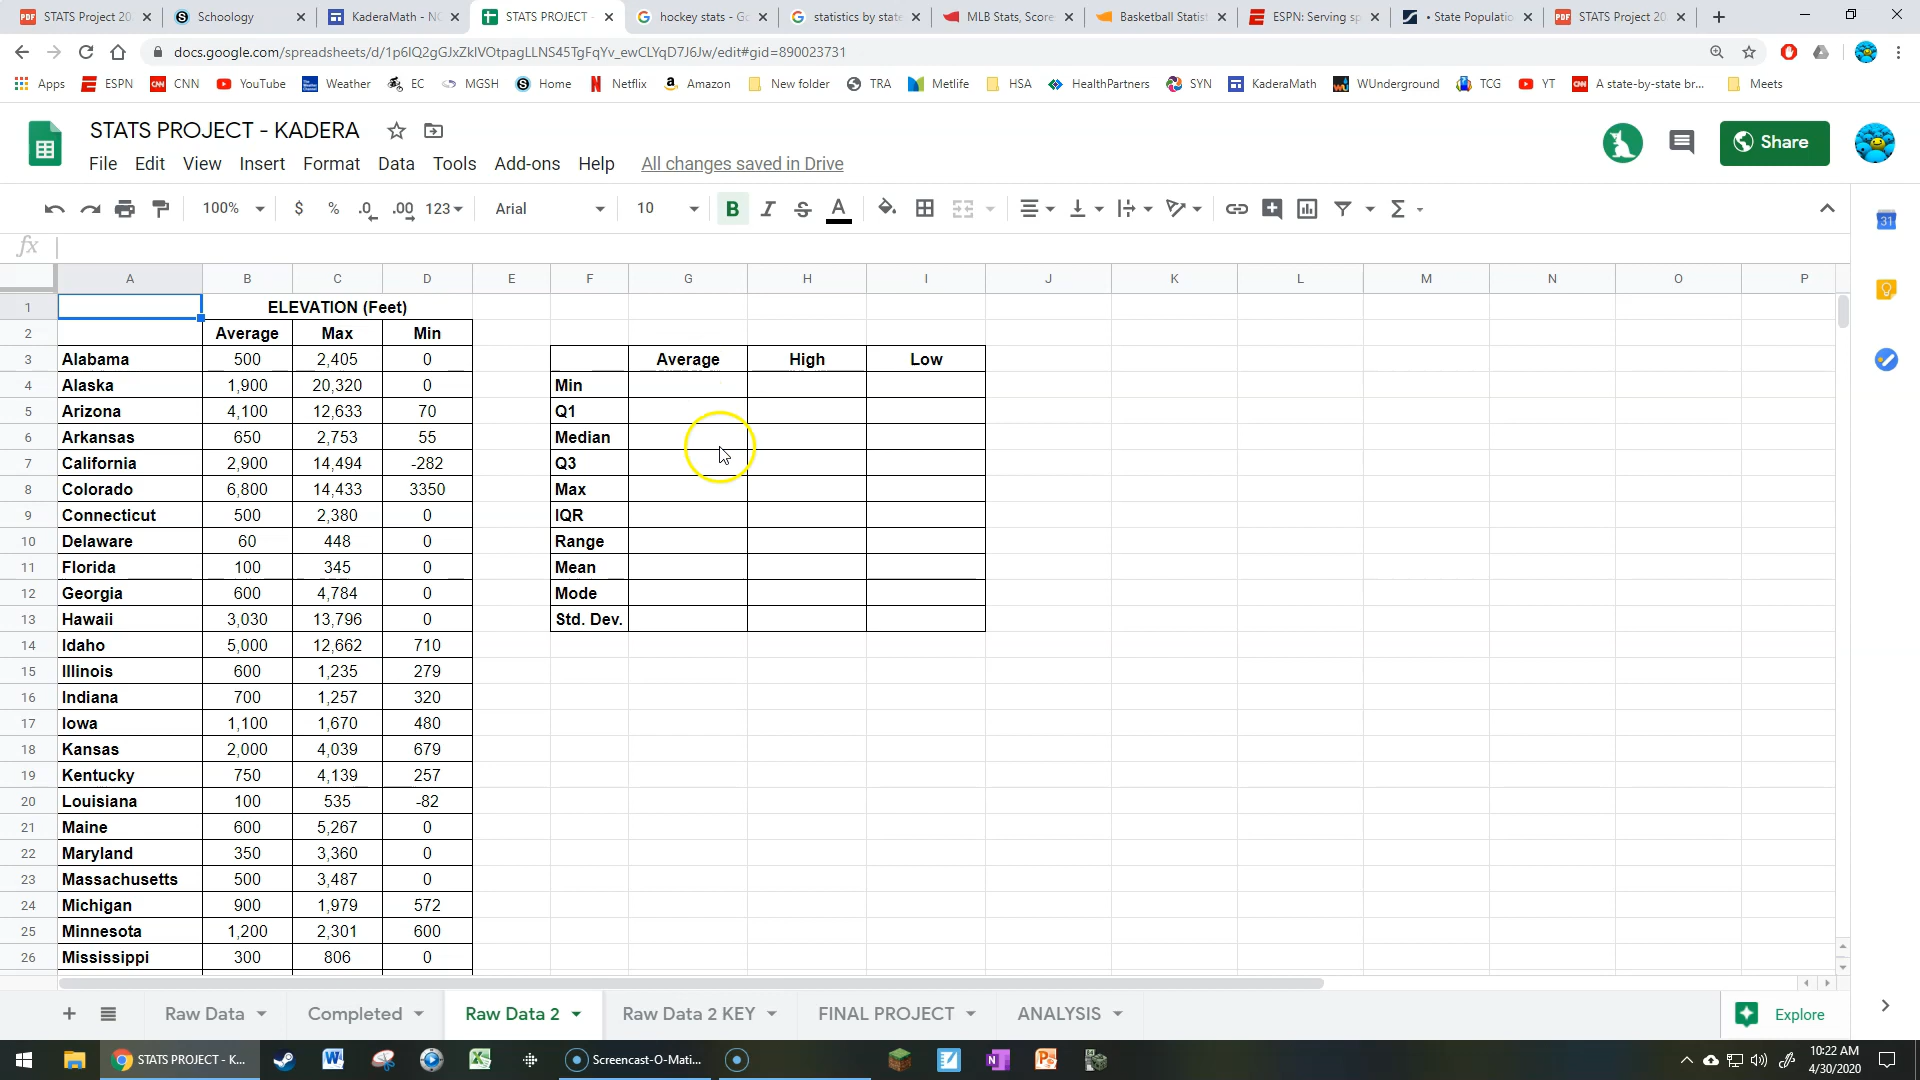 STATS Project 20
Schoology
KaderaMath - NC
STATS PROJECT -
hockey stats - Go
statistics by state
MLB Stats, Score
Basketball Statist
ESPN: Serving sp
• State Populatio
STATS Project 20
docs.google.com/spreadsheets/d/1p6IQ2gGJxZkIVOtpagLLNS45TgFqYv_ewCLYqD7J6Jw/edit#gid=890023731
Apps ESPN CNN YouTube Weather EC MGSH Home Netflix Amazon New folder TRA Metlife HSA HealthPartners SYN KaderaMath WUnderground TCG YT A state-by-state br... Meets
STATS PROJECT - KADERA
Share
File Edit View Insert Format Data Tools Add-ons Help All changes saved in Drive
100% $ % .0 .00 123 Arial 10 B I S A
fx
A B C D E F G H I J K L M N O P
1 ELEVATION (Feet)
2 Average Max Min
3 Alabama 500 2,405 0 Average High Low
4 Alaska 1,900 20,320 0 Min
5 Arizona 4,100 12,633 70 Q1
6 Arkansas 650 2,753 55 Median
7 California 2,900 14,494 -282 Q3
8 Colorado 6,800 14,433 3350 Max
9 Connecticut 500 2,380 0 IQR
10 Delaware 60 448 0 Range
11 Florida 100 345 0 Mean
12 Georgia 600 4,784 0 Mode
13 Hawaii 3,030 13,796 0 Std. Dev.
14 Idaho 5,000 12,662 710
15 Illinois 600 1,235 279
16 Indiana 700 1,257 320
17 Iowa 1,100 1,670 480
18 Kansas 2,000 4,039 679
19 Kentucky 750 4,139 257
20 Louisiana 100 535 -82
21 Maine 600 5,267 0
22 Maryland 350 3,360 0
23 Massachusetts 500 3,487 0
24 Michigan 900 1,979 572
25 Minnesota 1,200 2,301 600
26 Mississippi 300 806 0
Raw Data Completed Raw Data 2 Raw Data 2 KEY FINAL PROJECT ANALYSIS Explore
STATS PROJECT - K...
Screencast-O-Mati...
10:22 AM
4/30/2020